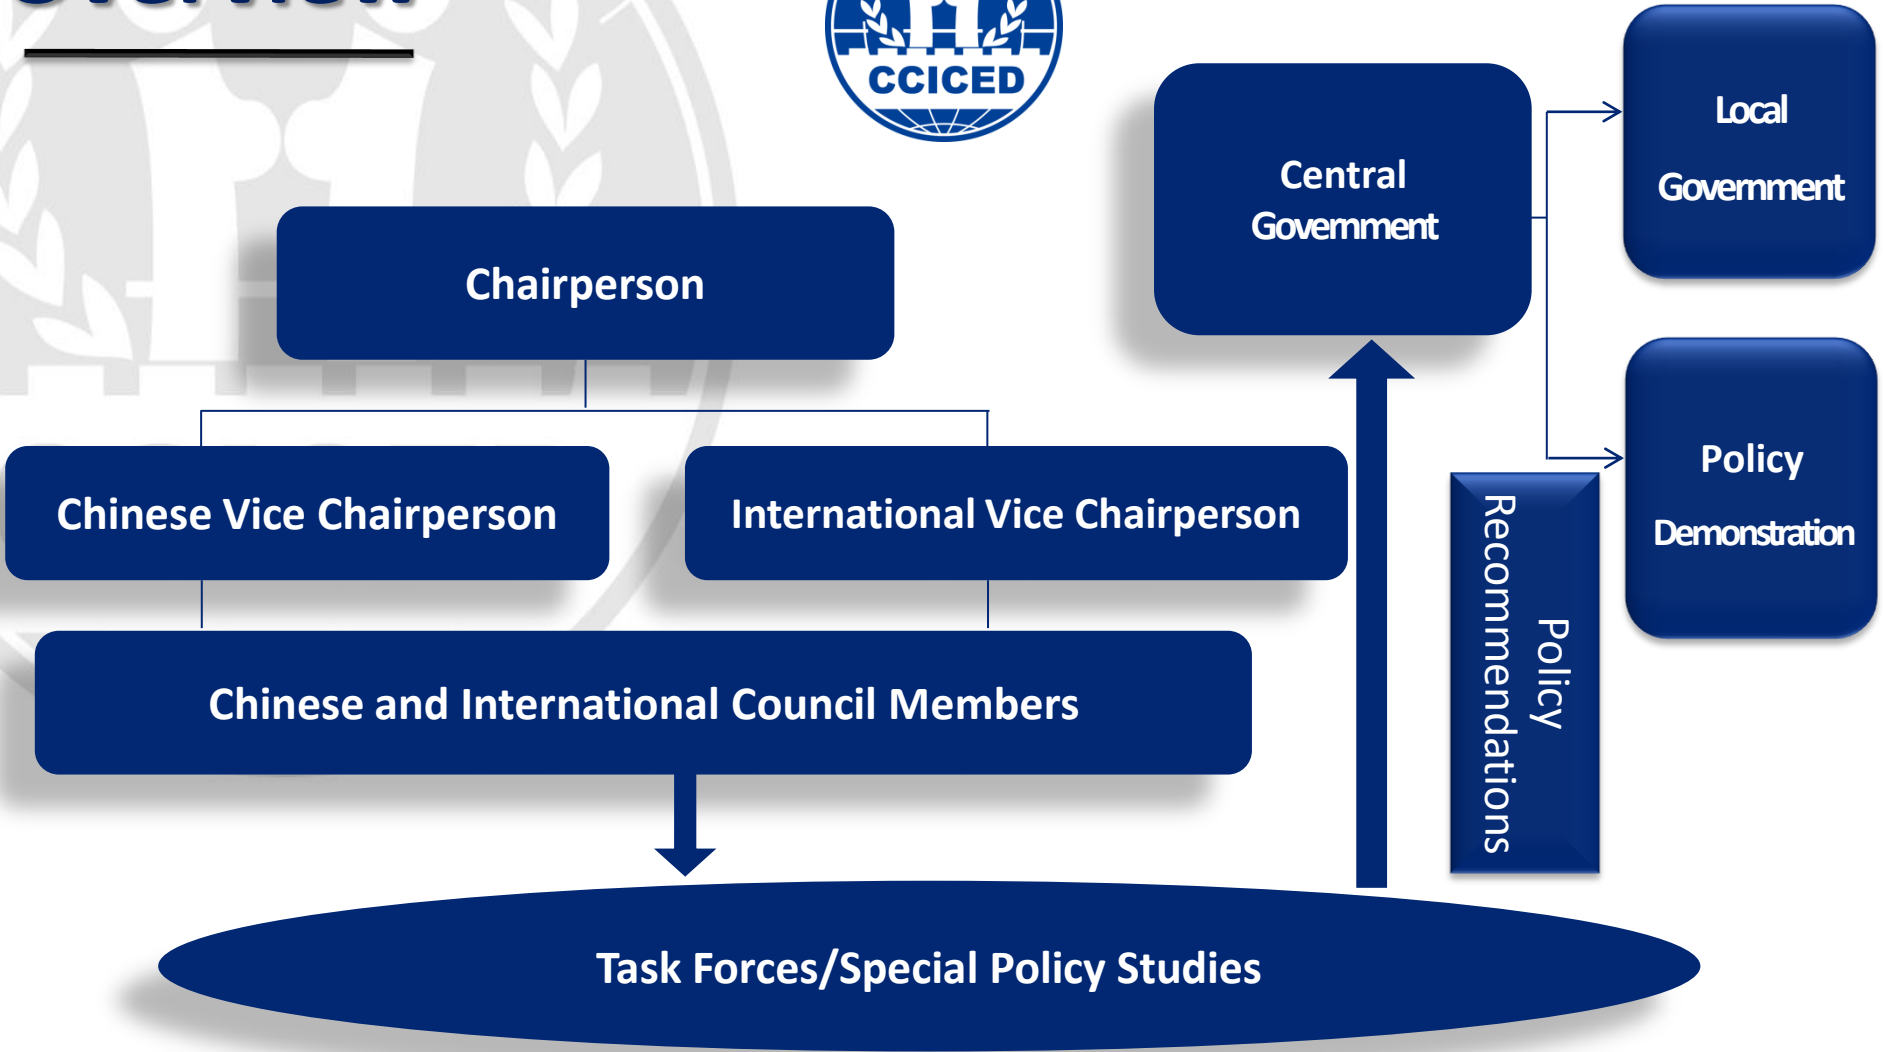 Overview
CCICED
Central
Government
Local
Government
Chairperson
Chinese Vice Chairperson
International Vice Chairperson
Policy
Demonstration
Policy
Recommendations
Chinese and International Council Members
Task Forces/Special Policy Studies